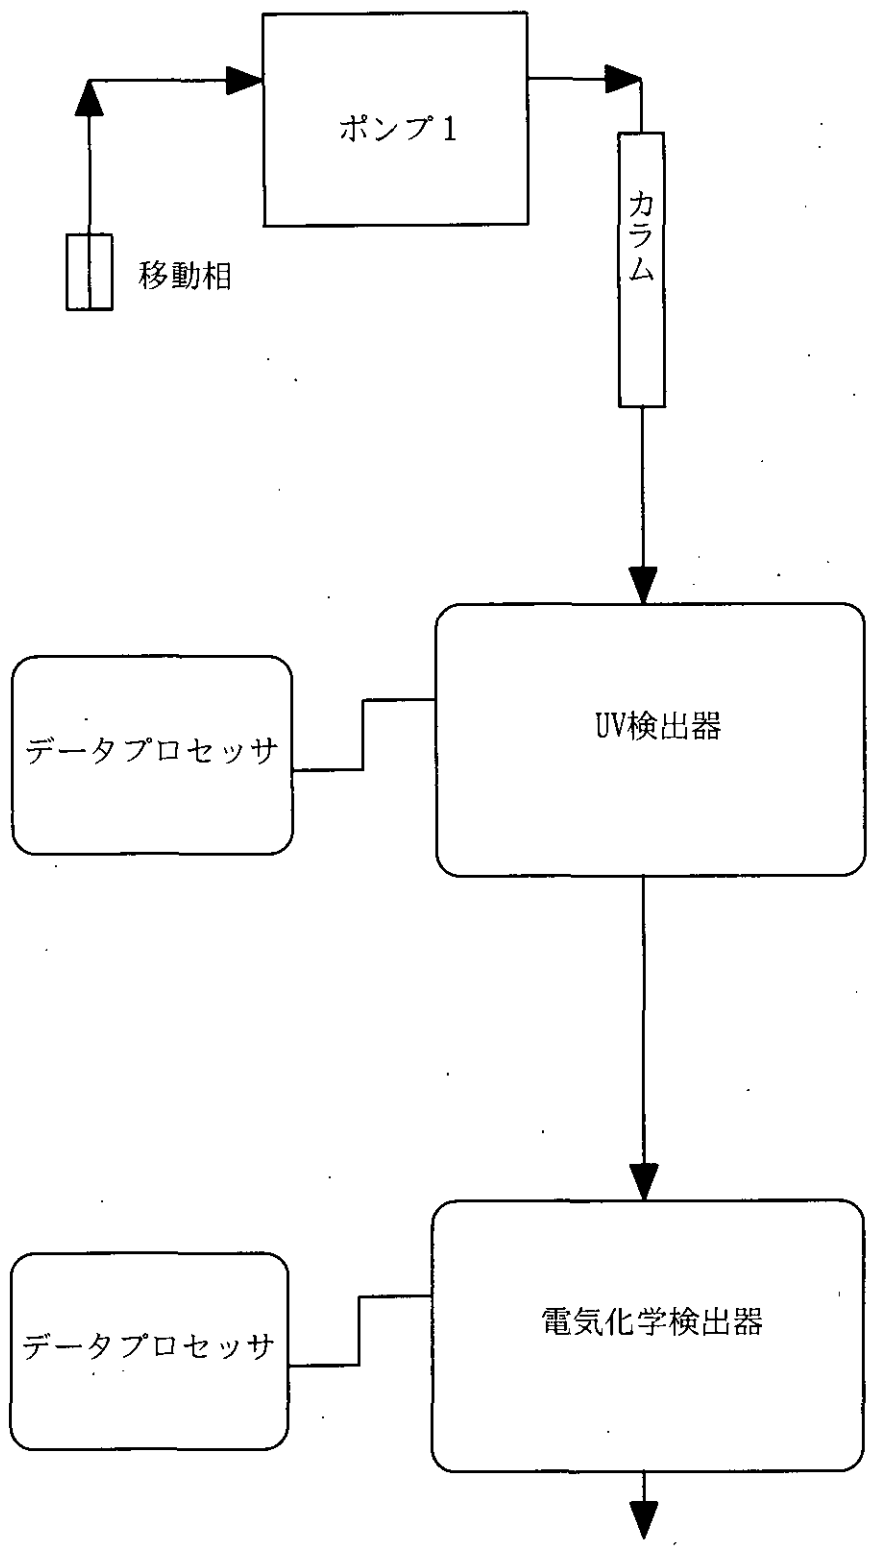 ポンプ1
カラム
移動相
UV検出器
データプロセッサ
電気化学検出器
データプロセッサ